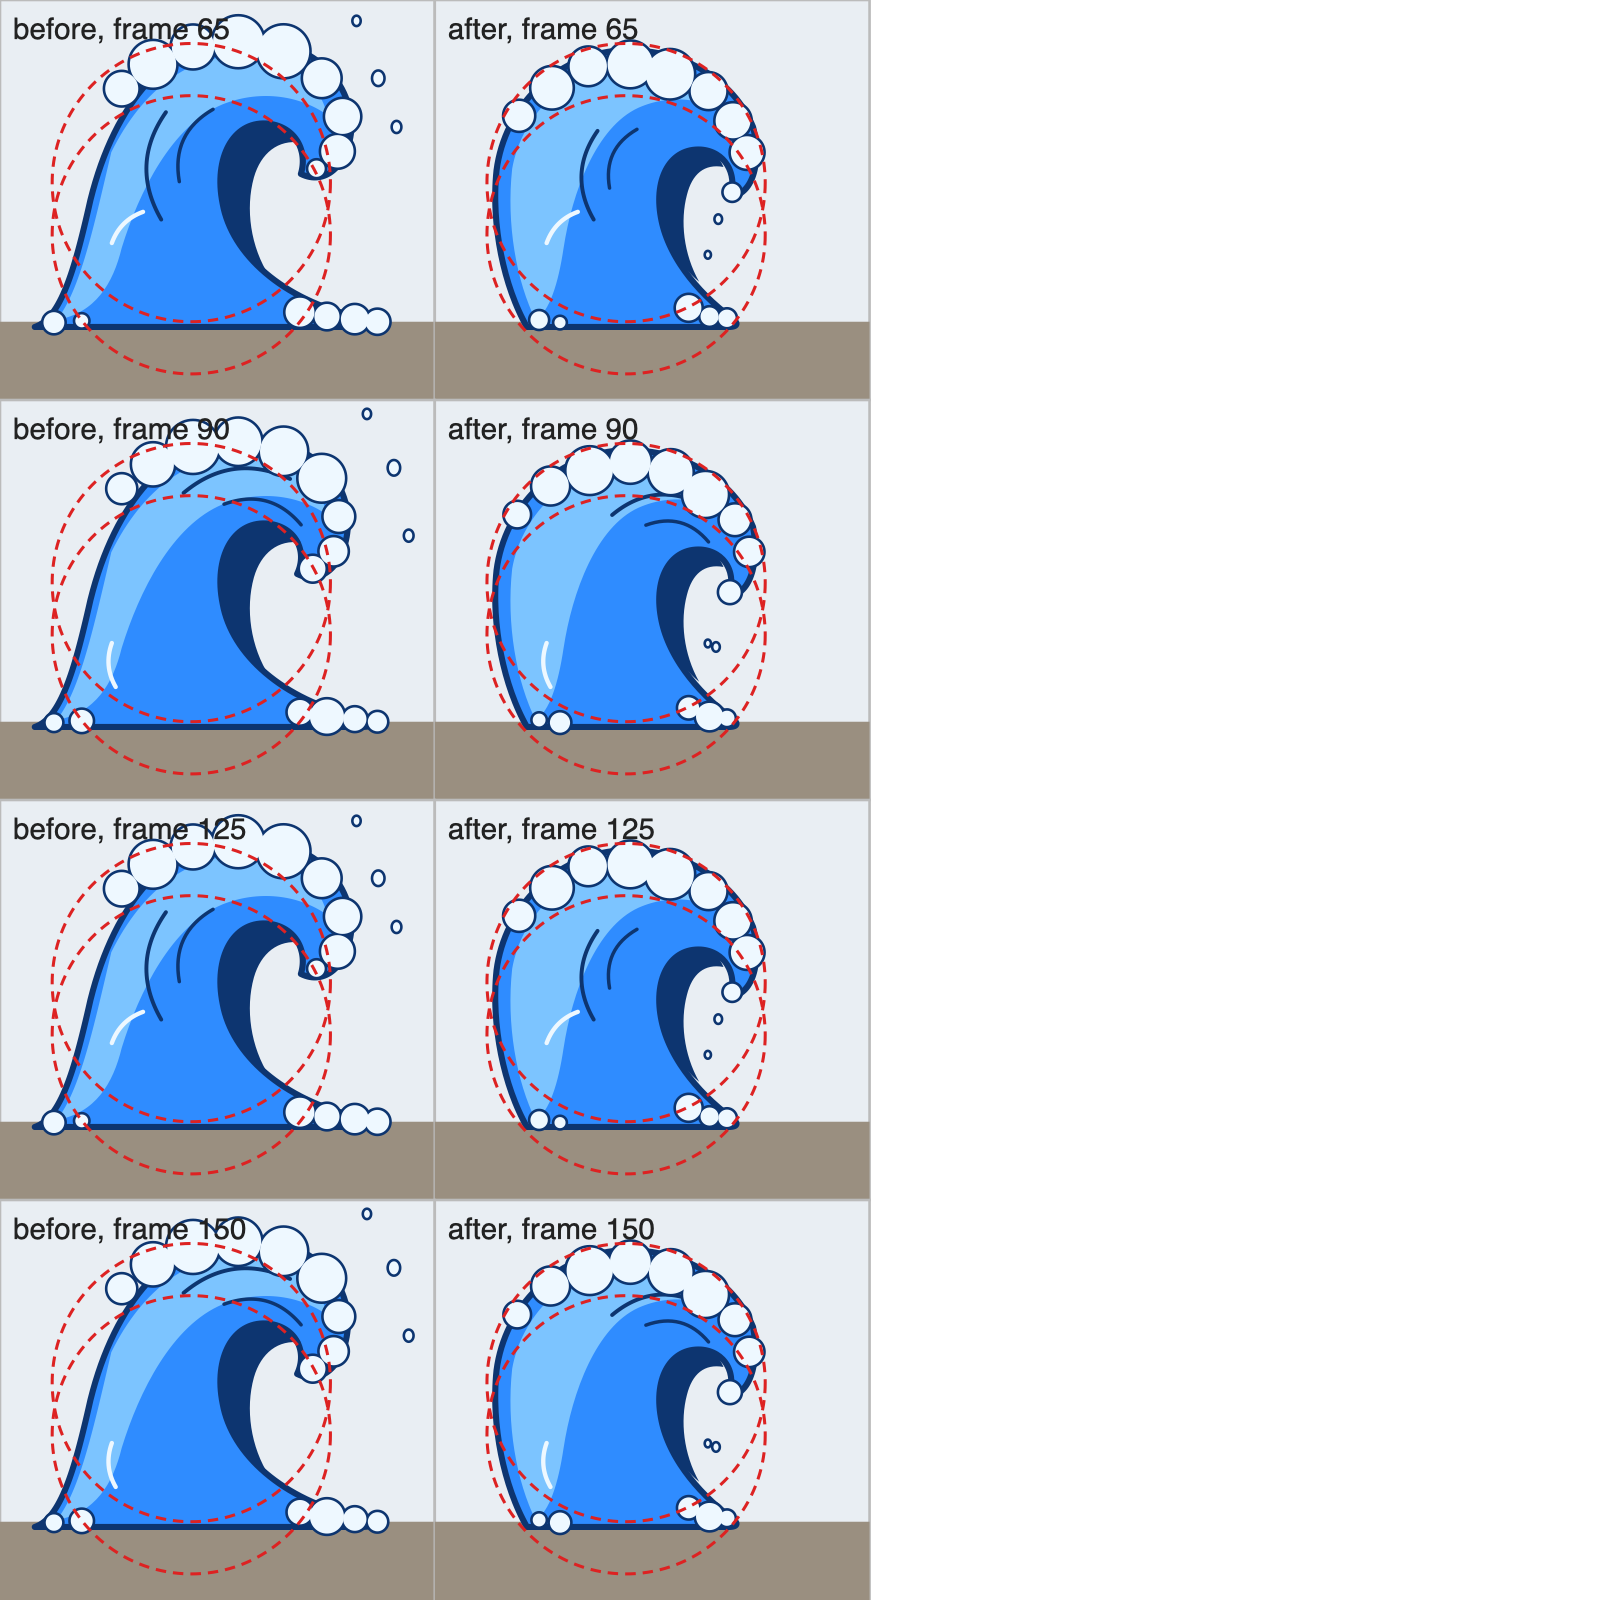 before, frame 65
after, frame 65
before, frame 90
after, frame 90
before, frame 125
after, frame 125
before, frame 150
after, frame 150